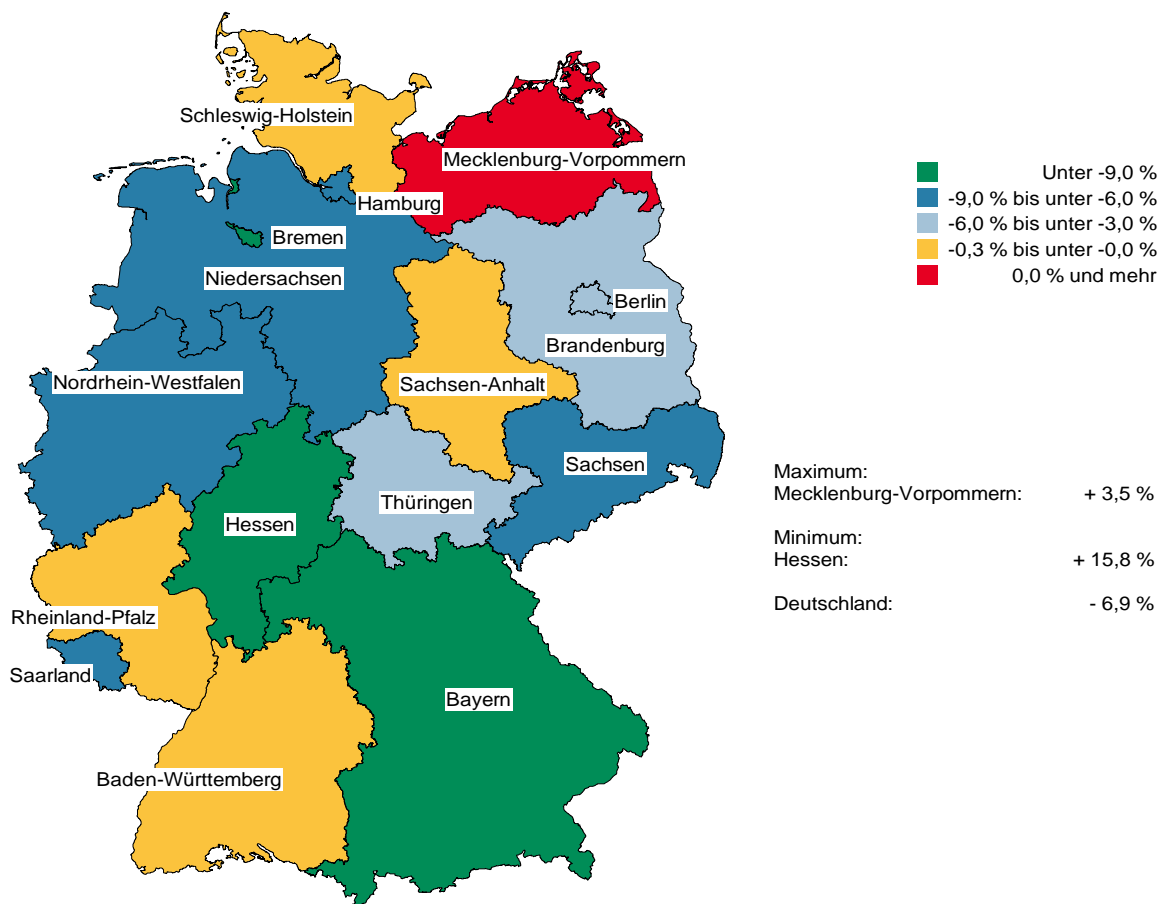 Schleswig-Holstein
Mecklenburg-Vorpommern
Hamburg
Bremen
Niedersachsen
Berlin
Brandenburg
Nordrhein-Westfalen
Sachsen-Anhalt
Sachsen
Thüringen
Hessen
Rheinland-Pfalz
Saarland
Bayern
Baden-Württemberg
Unter -9,0 %
-9,0 % bis unter -6,0 %
-6,0 % bis unter -3,0 %
-0,3 % bis unter -0,0 %
0,0 % und mehr
Maximum:
Mecklenburg-Vorpommern: + 3,5 %
Minimum:
Hessen: + 15,8 %
Deutschland: - 6,9 %